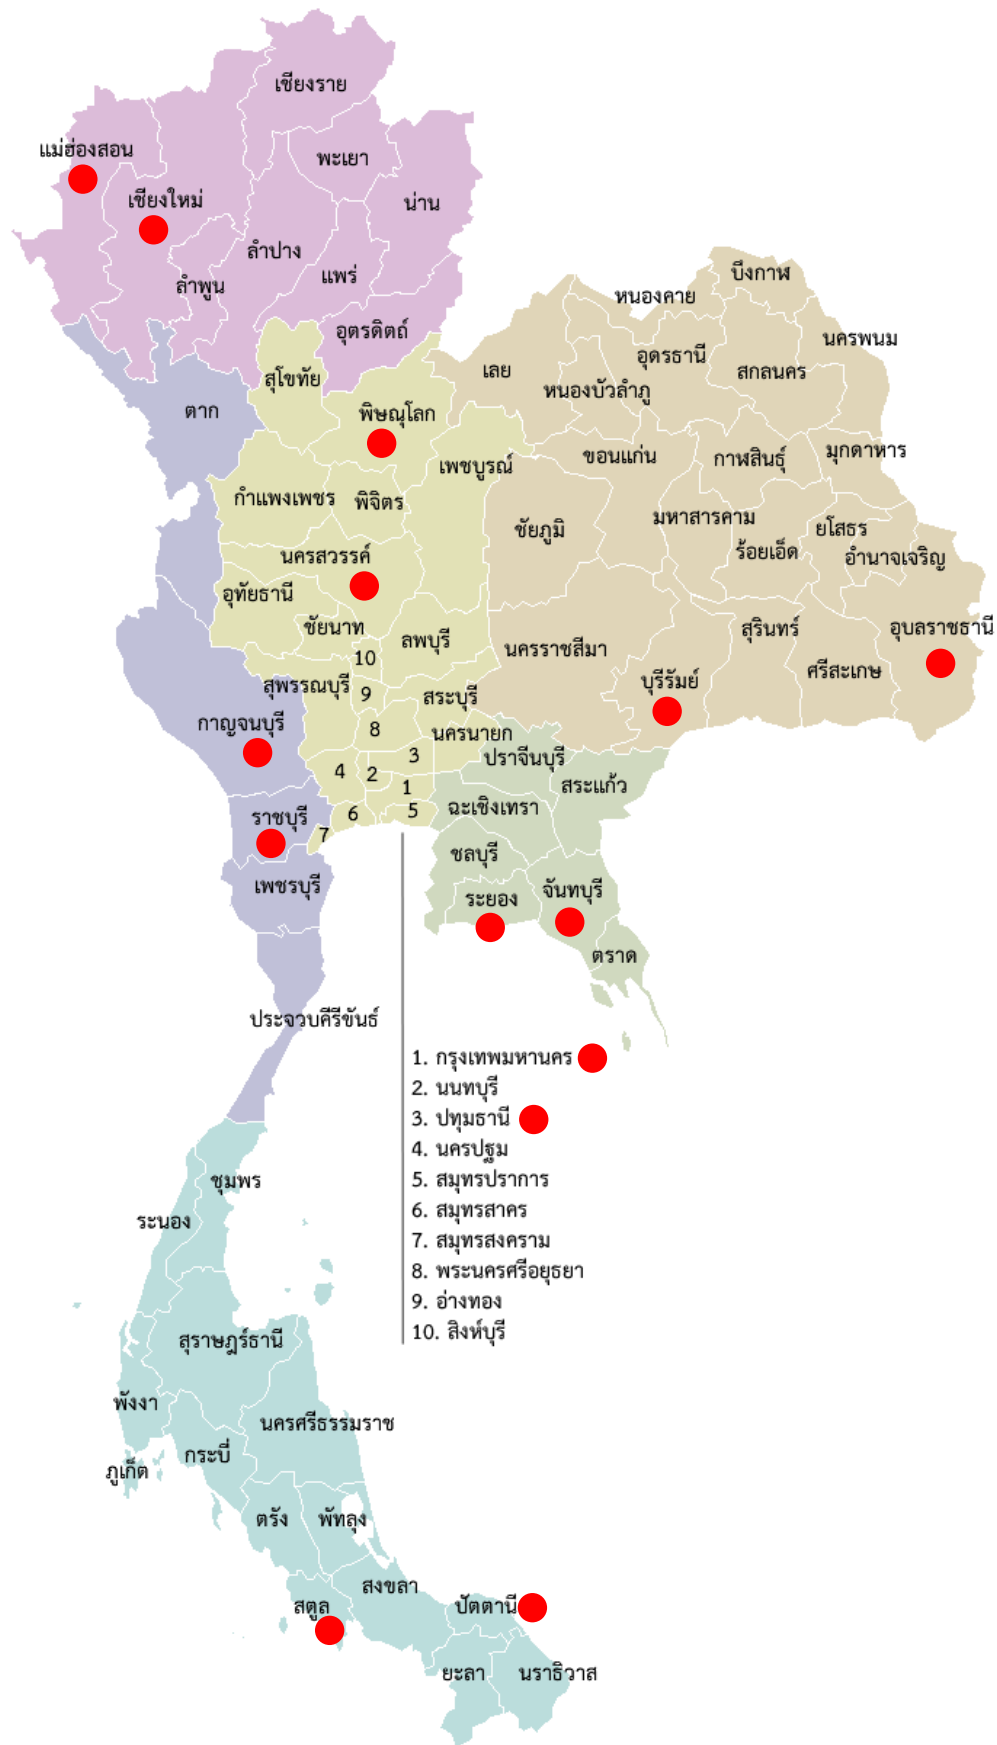 เชียงราย
แม่ฮ่องสอน
พะเยา
เชียงใหม่
น่าน
ลำปาง
แพร่
ลำพูน
อุตรดิตถ์
บึงกาฬ
หนองคาย
นครพนม
อุดรธานี
เลย
สกลนคร
หนองบัวลำภู
สุโขทัย
ตาก
พิษณุโลก
เพชบูรณ์
ขอนแก่น
กาฬสินธุ์
มุกดาหาร
กำแพงเพชร
พิจิตร
ชัยภูมิ
มหาสารคาม
ยโสธร
ร้อยเอ็ด
อำนาจเจริญ
นครสวรรค์
อุทัยธานี
ชัยนาท
ลพบุรี
นครราชสีมา
สุรินทร์
อุบลราชธานี
10
ศรีสะเกษ
สุพรรณบุรี
9
สระบุรี
บุรีรัมย์
กาญจนบุรี
8
นครนายก
3
ปราจีนบุรี
4
2
1
สระแก้ว
ราชบุรี
6
5
ฉะเชิงเทรา
7
ชลบุรี
เพชรบุรี
ระยอง
จันทบุรี
ตราด
ประจวบคีรีขันธ์
1. กรุงเทพมหานคร
2. นนทบุรี
3. ปทุมธานี
4. นครปฐม
5. สมุทรปราการ
6. สมุทรสาคร
7. สมุทรสงคราม
8. พระนครศรีอยุธยา
9. อ่างทอง
10. สิงห์บุรี
ชุมพร
ระนอง
สุราษฎร์ธานี
พังงา
นครศรีธรรมราช
กระบี่
ภูเก็ต
ตรัง
พัทลุง
สงขลา
สตูล
ปัตตานี
ยะลา
นราธิวาส